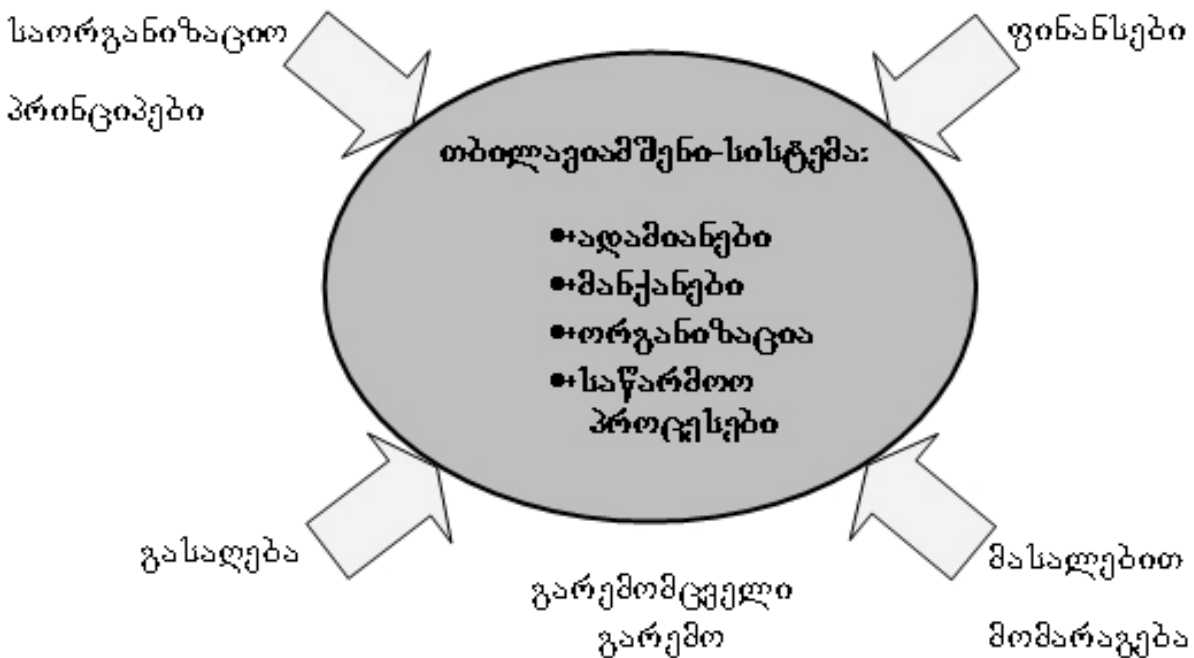 საორგანიზაციო
პრინციპები
ფინანსები
თბილავიამშენი-სისტემა:
•+ადამიანები
•+მანქანები
•+ორგანიზაცია
•+საწარმოო
პროცესები
გასაღება
გარემომცველი
გარემო
მასალებით
მომარაგება